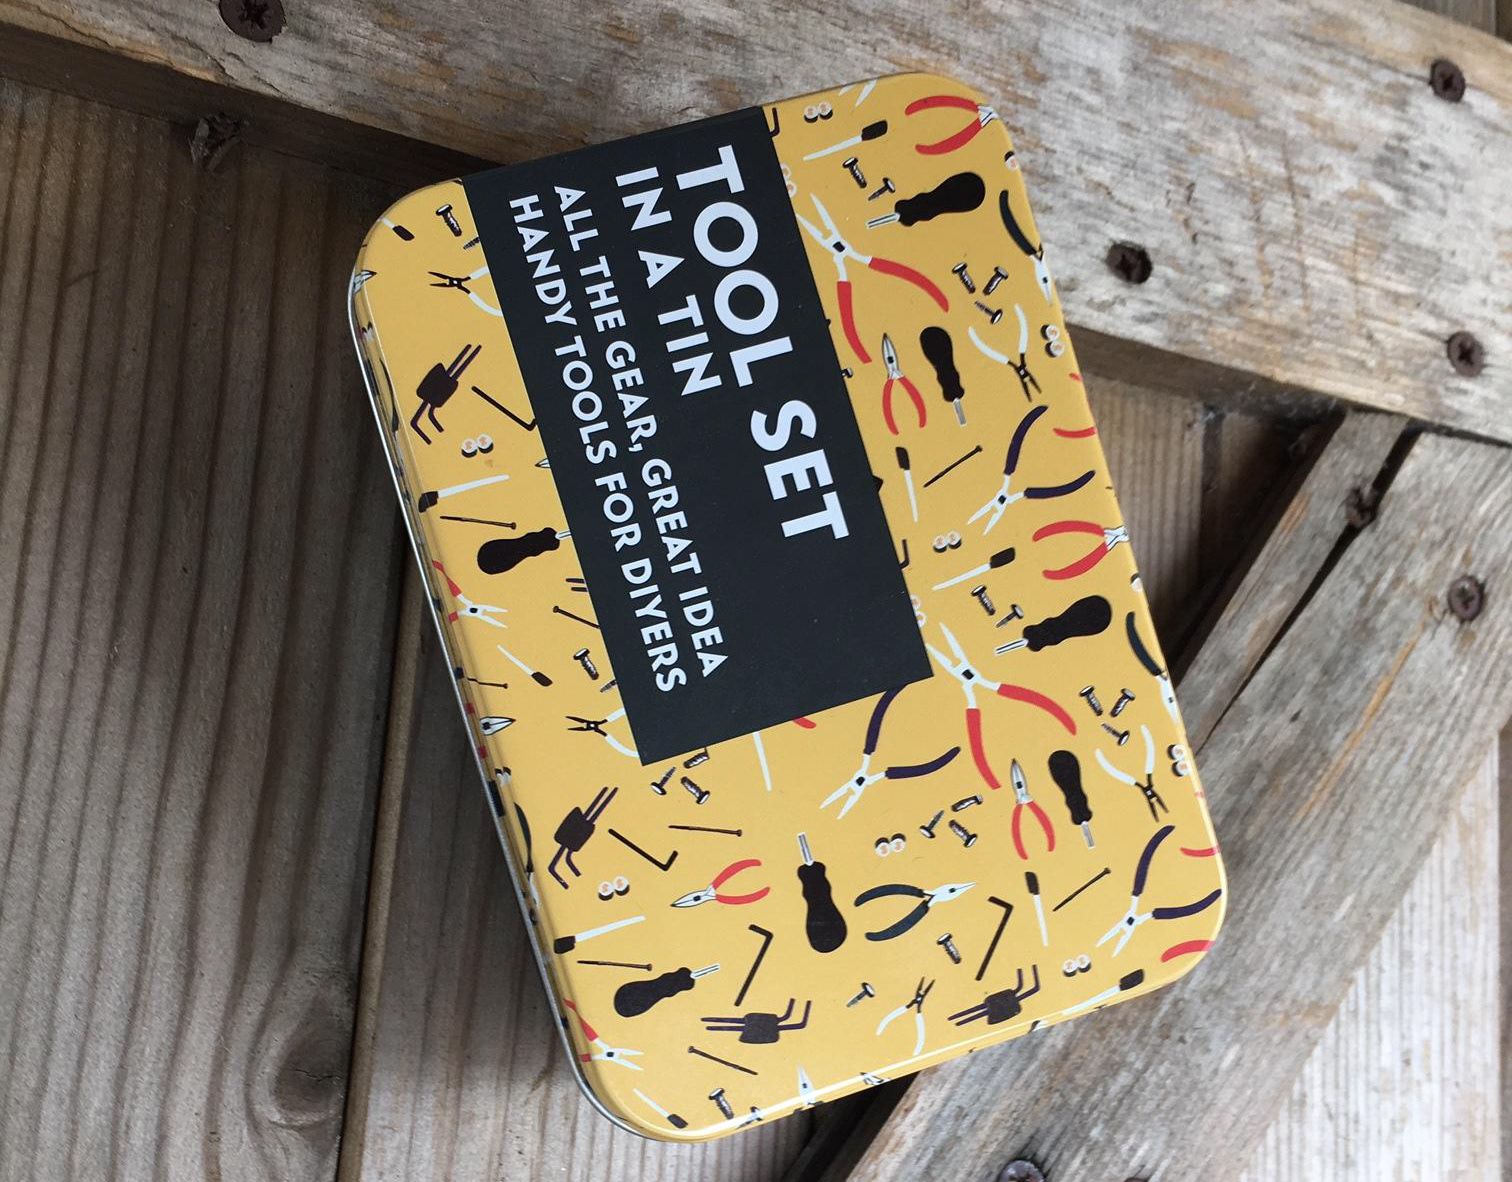 TOOL SET
IN A TIN
ALL THE GEAR, GREAT IDEA
HANDY TOOLS FOR DIYERS